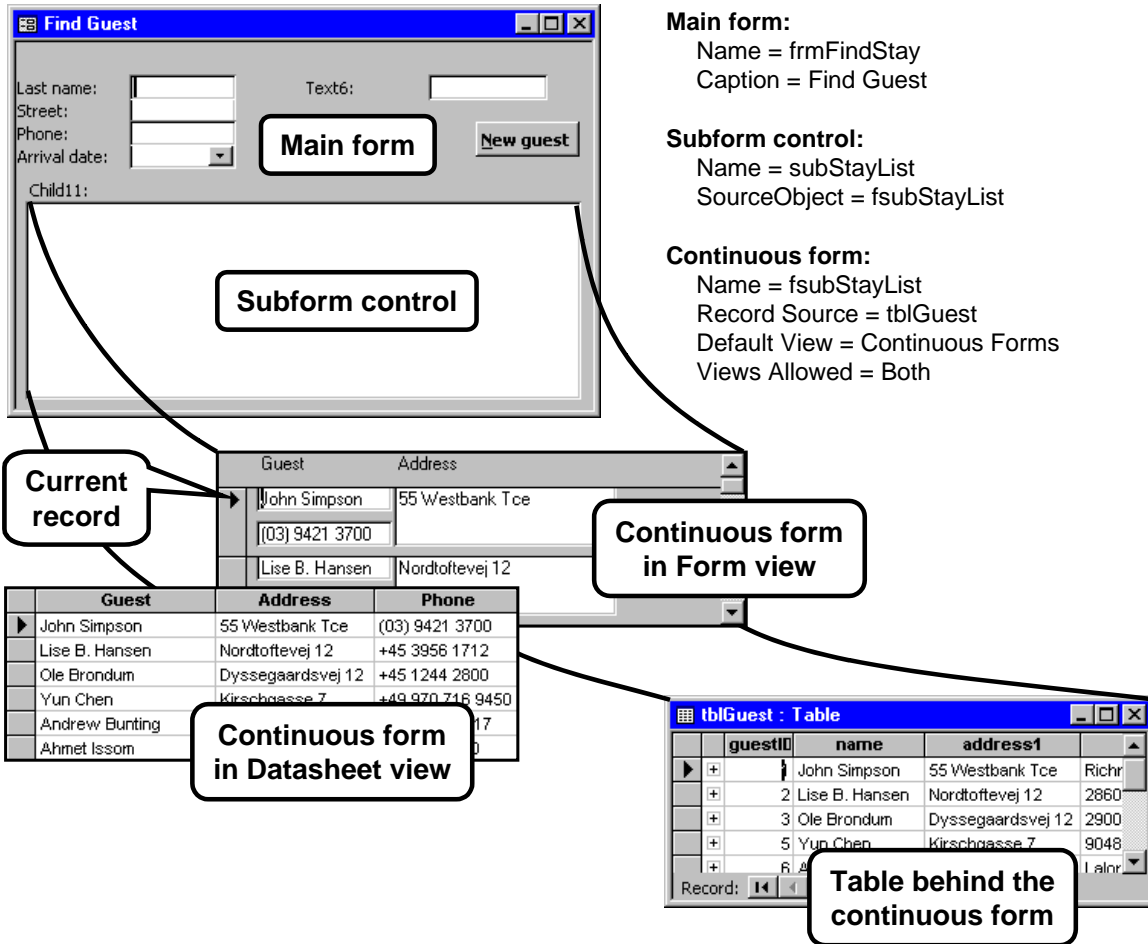 Find Guest
Last name:
Text6:
Street:
Phone:
Arrival date:
Main form
New guest
Child11:
Subform control
Main form:
Name = frmFindStay
Caption = Find Guest
Subform control:
Name = subStayList
SourceObject = fsubStayList
Continuous form:
Name = fsubStayList
Record Source = tblGuest
Default View = Continuous Forms
Views Allowed = Both
Current
record
Guest Address
John Simpson 55 Westbank Tce
(03) 9421 3700
Lise B. Hansen Nordtoftevej 12
Continuous form
in Form view
Guest Address Phone
John Simpson 55 Westbank Tce (03) 9421 3700
Lise B. Hansen Nordtoftevej 12 +45 3956 1712
Ole Brondum Dyssegaardsvej 12 +45 1244 2800
Yun Chen Kirschgasse 7 +49 970 716 9450
Andrew Bunting 17
Ahmet Issom
Continuous form
in Datasheet view
tblGuest : Table
guestID name address1
John Simpson 55 Westbank Tce Richr
2 Lise B. Hansen Nordtoftevej 12 2860
3 Ole Brondum Dyssegaardsvej 12 2900
5 Yun Chen Kirschgasse 7 9048
6 A Lalor
Record:
Table behind the
continuous form